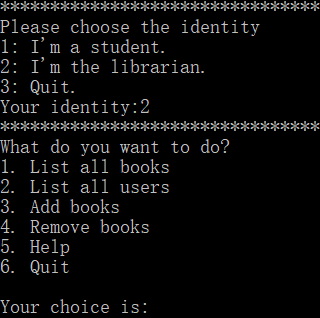 ********************************
Please choose the identity
1: I'm a student.
2: I'm the librarian.
3: Quit.
Your identity:2
********************************
What do you want to do?
1. List all books
2. List all users
3. Add books
4. Remove books
5. Help
6. Quit
Your choice is: